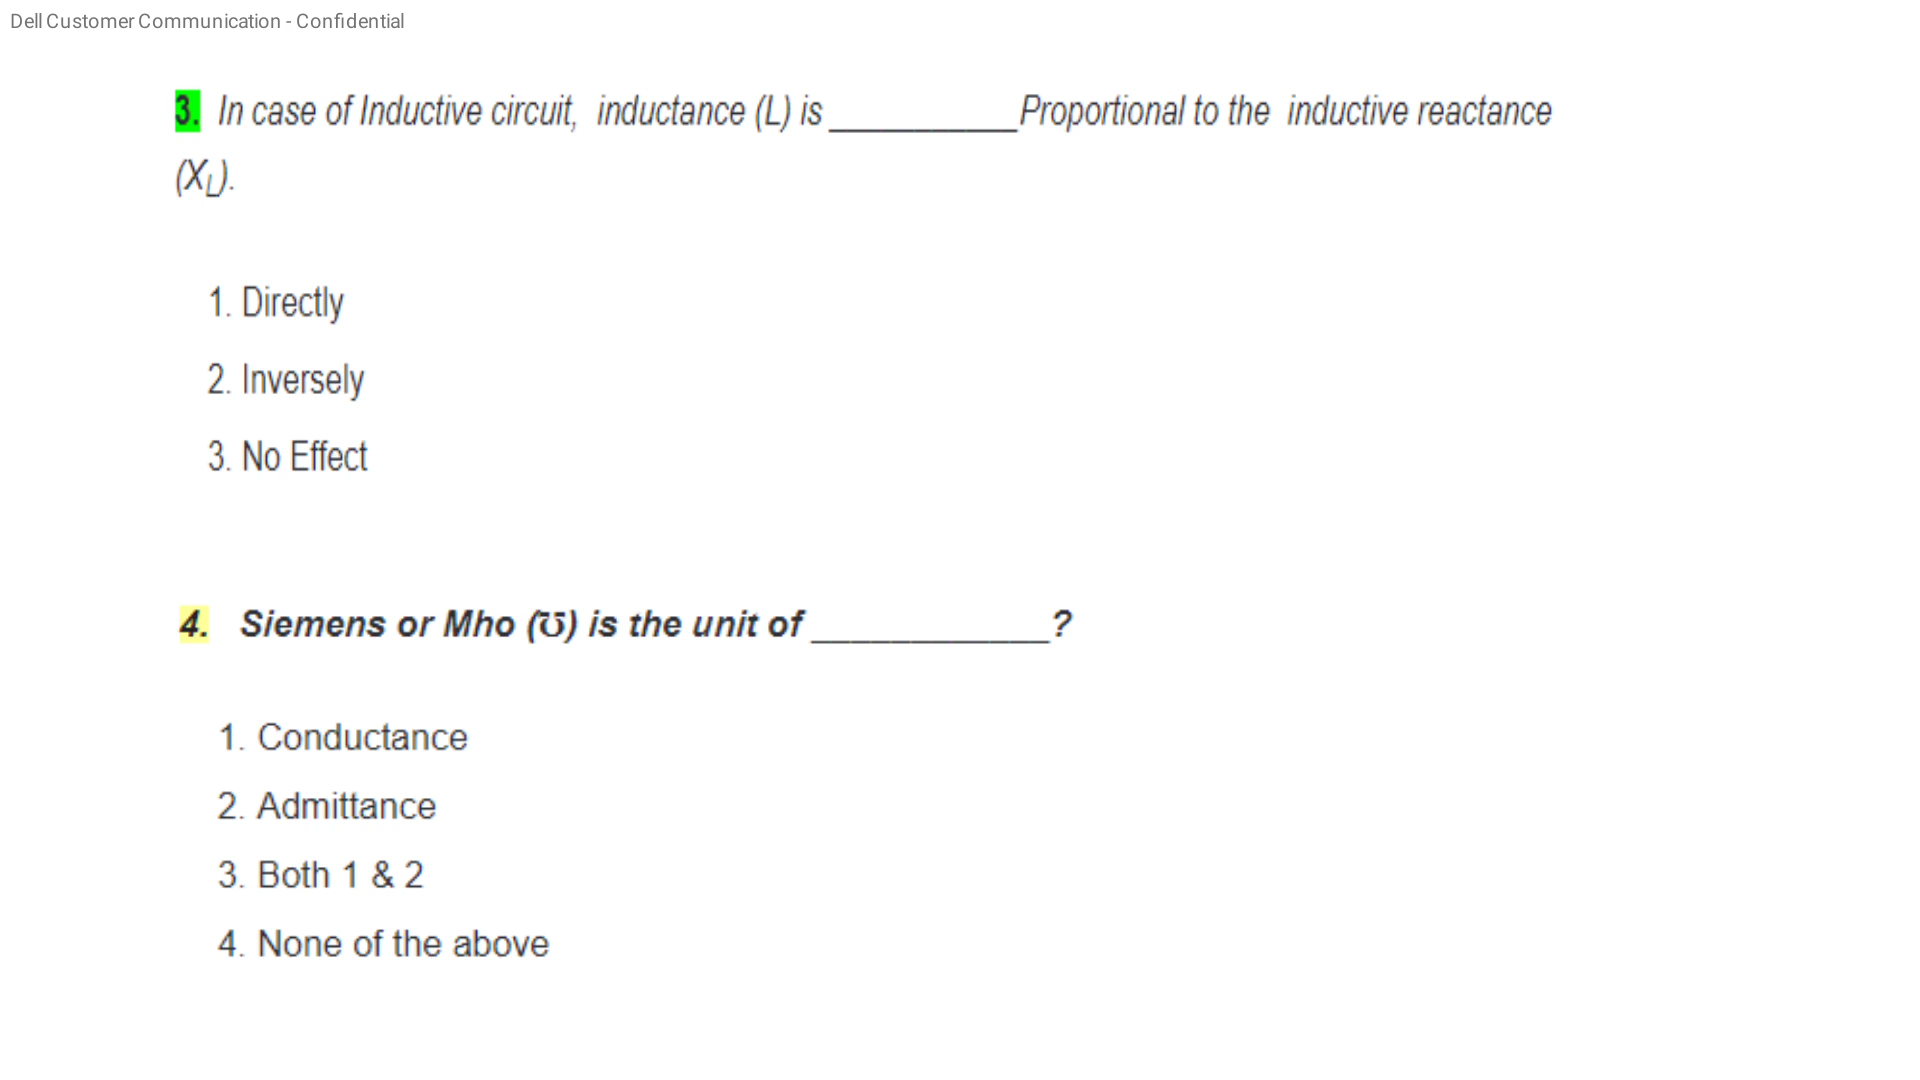 Dell Customer Communication - Confidential
3. In case of Inductive circuit, inductance (L) is __________Proportional to the inductive reactance
(XL).
1. Directly
2. Inversely
3. No Effect
4. Siemens or Mho (℧) is the unit of ____________?
1. Conductance
2. Admittance
3. Both 1 & 2
4. None of the above